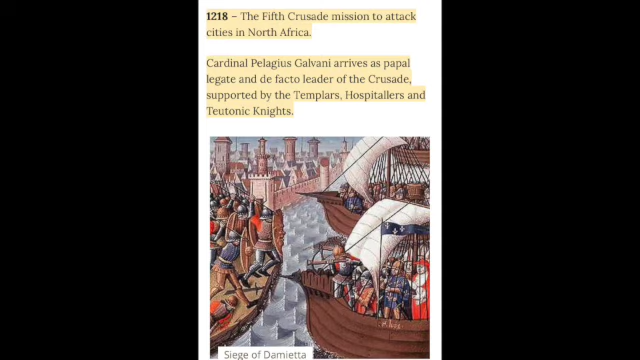 1218 – The Fifth Crusade mission to attack
cities in North Africa.
Cardinal Pelagius Galvani arrives as papal
legate and de facto leader of the Crusade,
supported by the Templars, Hospitallers and
Teutonic Knights.
Siege of Damietta